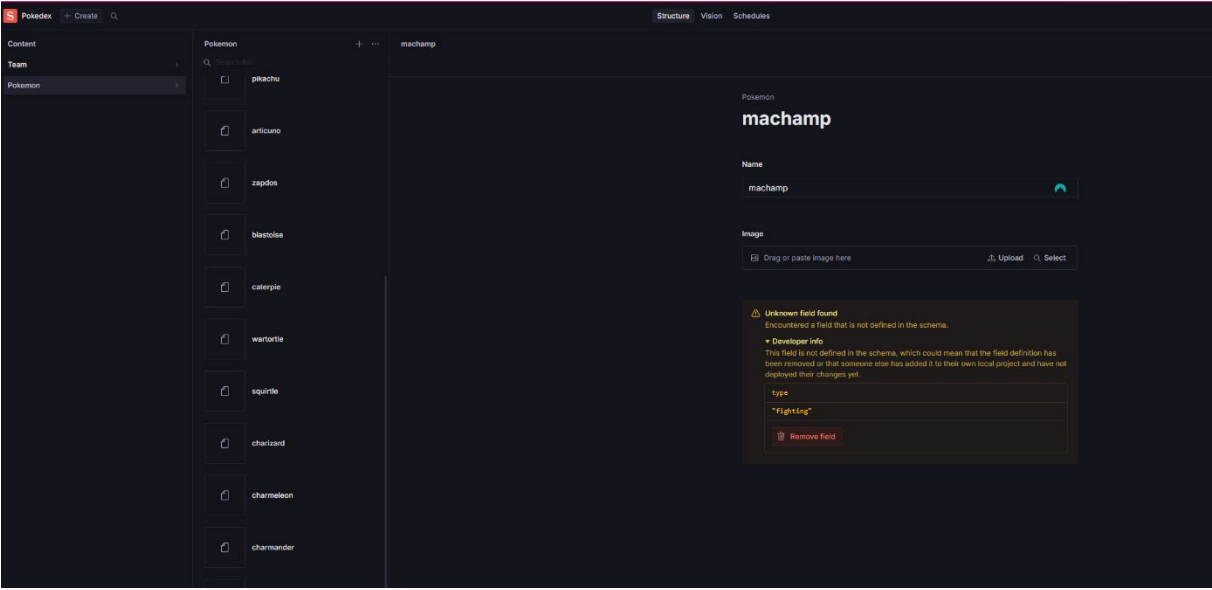 S Pokedex + Create
Structure Vision Schedules
Content
Team
Pokemon
Pokemon
Search list
pikachu
articuno
zapdos
blastoise
caterpie
wartortle
squirtle
charizard
charmeleon
charmander
machamp
Pokemon
machamp
Name
machamp
Image
Drag or paste image here
Upload Select
Unknown field found
Encountered a field that is not defined in the schema.
Developer info
This field is not defined in the schema, which could mean that the field definition has
been removed or that someone else has added it to their own local project and have not
deployed their changes yet.
type
"fighting"
Remove field